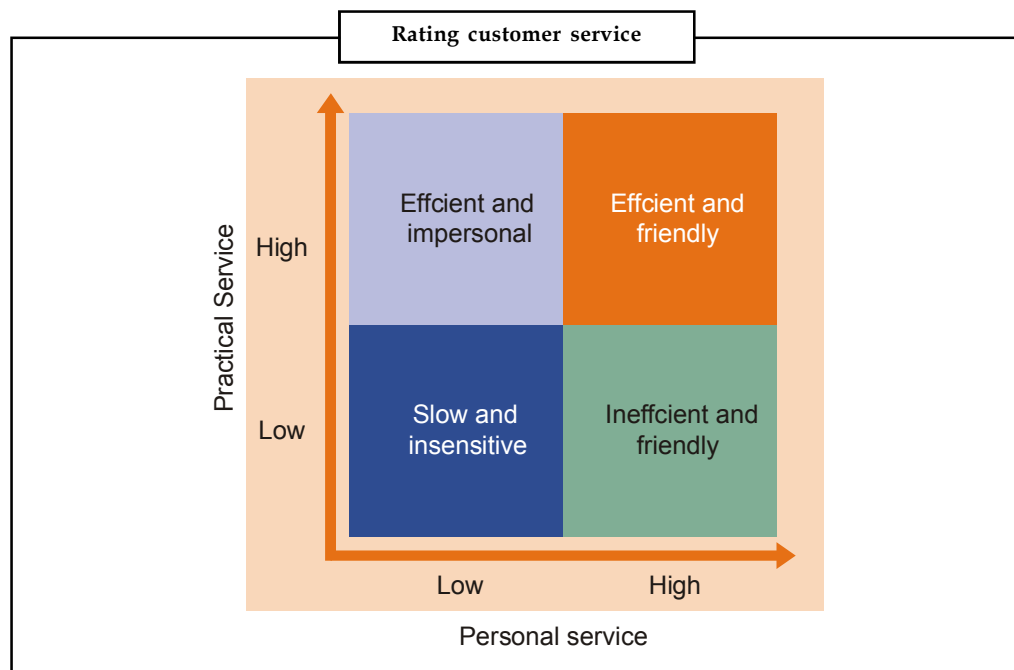 Rating customer service
Practical Service
High
Low
Effcient and
impersonal
Effcient and
friendly
Slow and
insensitive
Ineffcient and
friendly
Low
High
Personal service